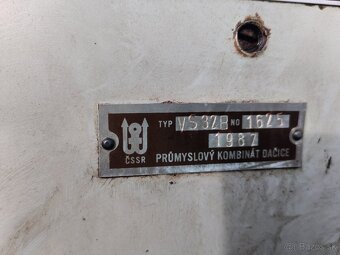 TYP VS32B NO 1625
1987
ČSSR PRŮMYSLOVÝ KOMBINÁT DAČICE